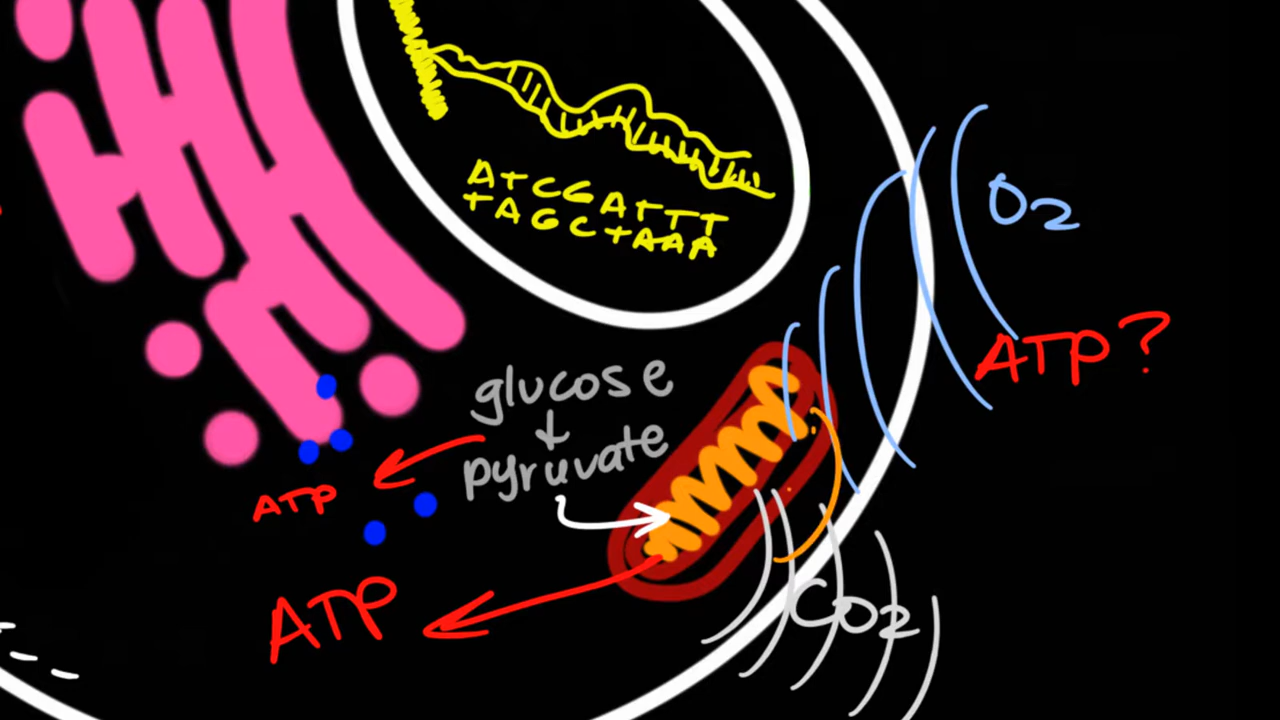 ATCGATTT
TAGCTAAA
O2
ATP?
glucose
pyruvate
ATP
ATP
CO2